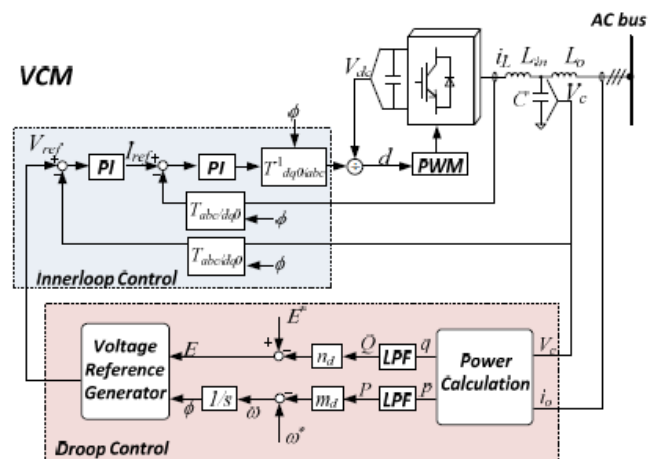 AC bus
VCM
V_dc
i_L L_in L_o
C V_c
ϕ
V_ref + - PI I_ref + - PI T^-1_dq0/abc ÷ d PWM
T_abc/dq0 ϕ
T_abc/dq0 ϕ
Innerloop Control
E*
Voltage Reference Generator
E + - n_d Q LPF q Power Calculation V_c
ϕ 1/s ω - m_d P LPF p i_o
ω*
Droop Control